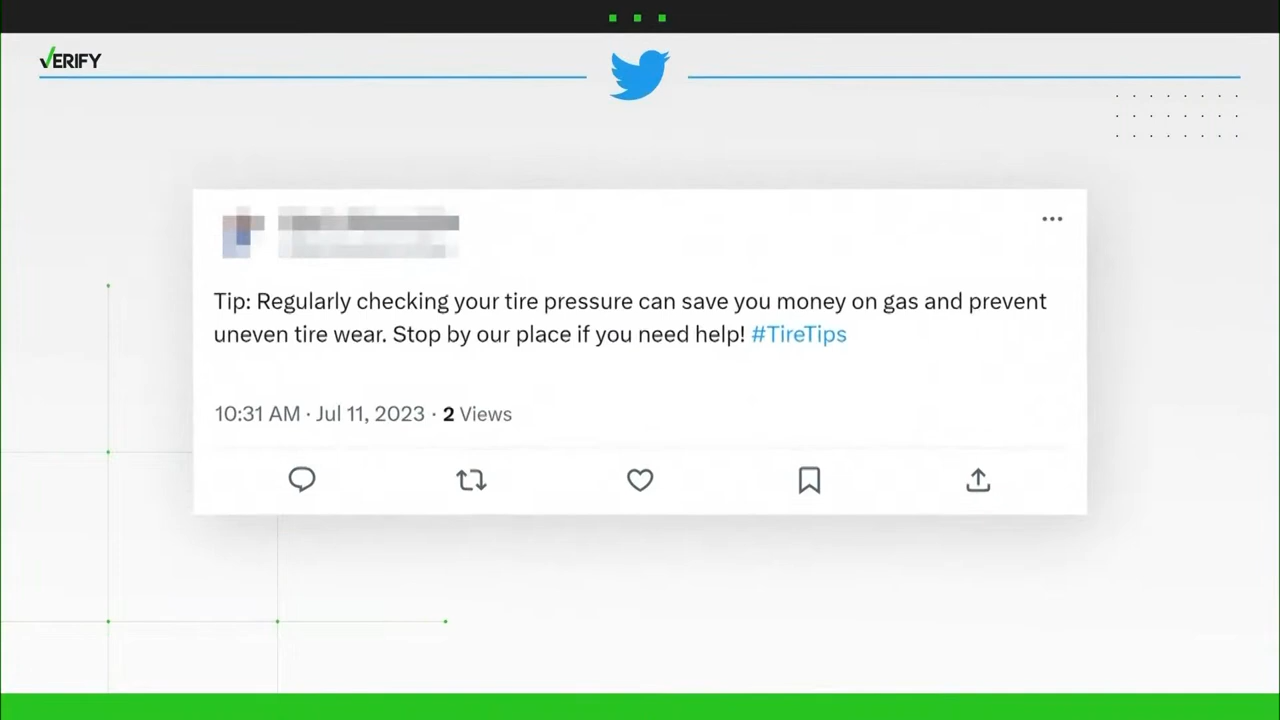 VERIFY
Tip: Regularly checking your tire pressure can save you money on gas and prevent
uneven tire wear. Stop by our place if you need help! #TireTips
10:31 AM · Jul 11, 2023 · 2 Views